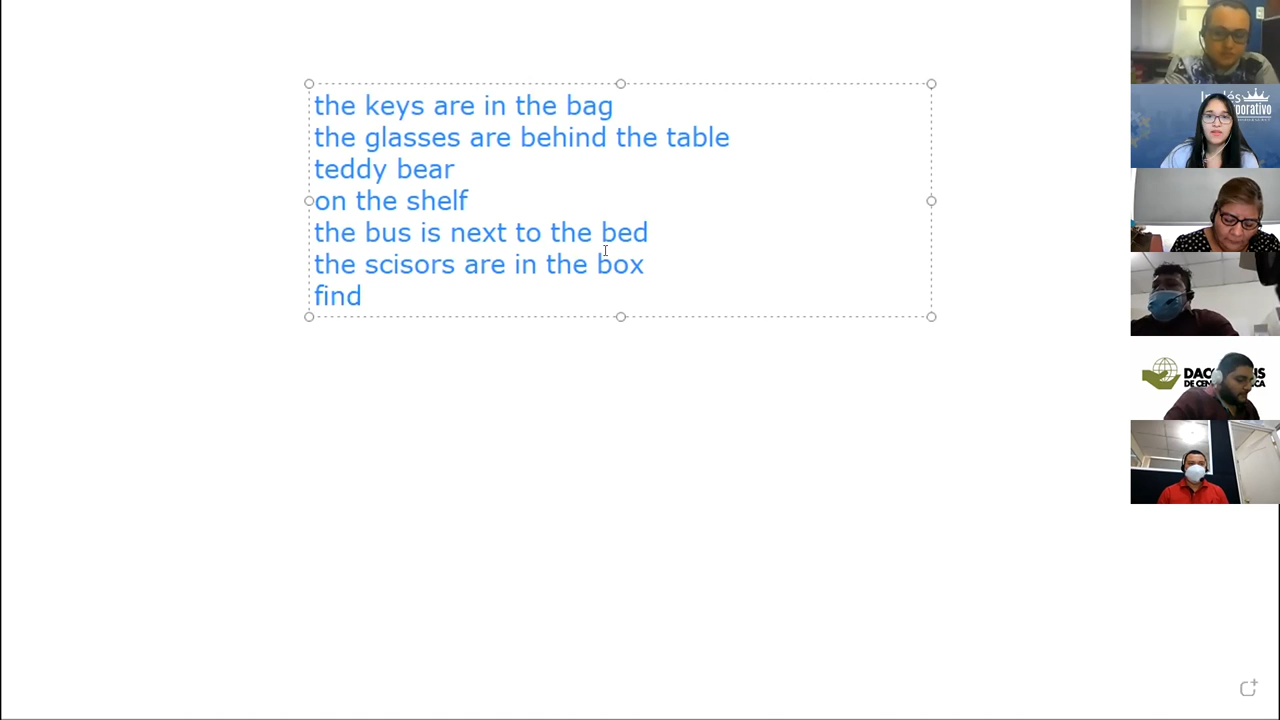 the keys are in the bag
the glasses are behind the table
teddy bear
on the shelf
the bus is next to the bed
the scisors are in the box
find